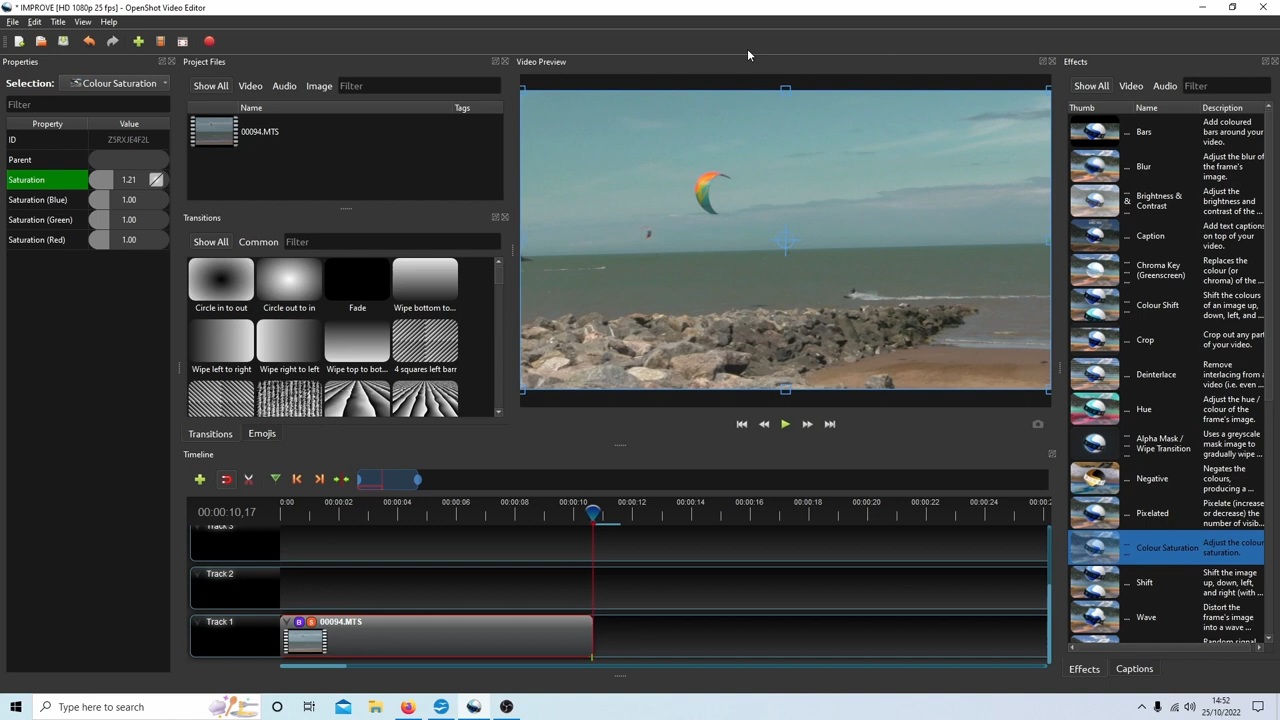 * IMPROVE [HD 1080p 25 fps] - OpenShot Video Editor
File Edit Title View Help
Properties
Selection: Colour Saturation
Filter
Property Value
ID Z5RXJE4F2L
Parent
Saturation 1.21
Saturation (Blue) 1.00
Saturation (Green) 1.00
Saturation (Red) 1.00
Project Files
Show All Video Audio Image Filter
Name Tags
00094.MTS
Transitions
Show All Common Filter
Circle in to out Circle out to in Fade Wipe bottom to...
Wipe left to right Wipe right to left Wipe top to bot... 4 squares left barr
Transitions Emojis
Video Preview
Effects
Show All Video Audio Filter
Thumb Name Description
... Bars Add coloured
bars around your
video.
... Blur Adjust the blur of
the frame's
image.
Brightness &
& Contrast
... Adjust the
brightness and
contrast of the
...
... Caption Add text captions
on top of your
video.
Chroma Key
(Greenscreen)
... Replaces the
colour (or
chroma) of the...
... Colour Shift Shift the colours
of an image up,
down, left, and...
... Crop Crop out any part
of your video.
... Deinterlace Remove
interlacing from a
video (i.e. even ...
... Hue Adjust the hue /
colour of the
frame's image.
Alpha Mask /
Wipe Transition
... Uses a greyscale
mask image to
gradually wipe ...
... Negative Negates the
colours,
producing a ...
... Pixelated Pixelate (increase
or decrease) the
number of visib...
... Colour Saturation Adjust the colour
saturation.
... Shift Shift the image
up, down, left,
and right (with ...
... Wave Distort the
frame's image
into a wave ...
Random signal
Effects Captions
Timeline
00:00:10,17
0:00 00:00:02 00:00:04 00:00:06 00:00:08 00:00:10 00:00:12 00:00:14 00:00:16 00:00:18 00:00:20 00:00:22 00:00:24 00:00:2
Track 3
Track 2
Track 1
B S 00094.MTS
Type here to search
14:52
25/10/2022